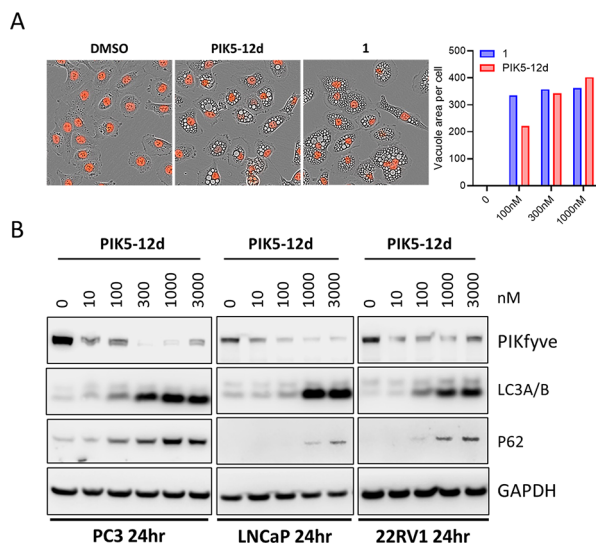 A
DMSO
PIK5-12d
1
Vacuole area per cell
500
400
300
200
100
0
1
PIK5-12d
0
100nM
300nM
1000nM
B
PIK5-12d PIK5-12d PIK5-12d
0 10 100 300 1000 3000 0 10 100 300 1000 3000 0 10 100 300 1000 3000 nM
PIKfyve
LC3A/B
P62
GAPDH
PC3 24hr LNCaP 24hr 22RV1 24hr